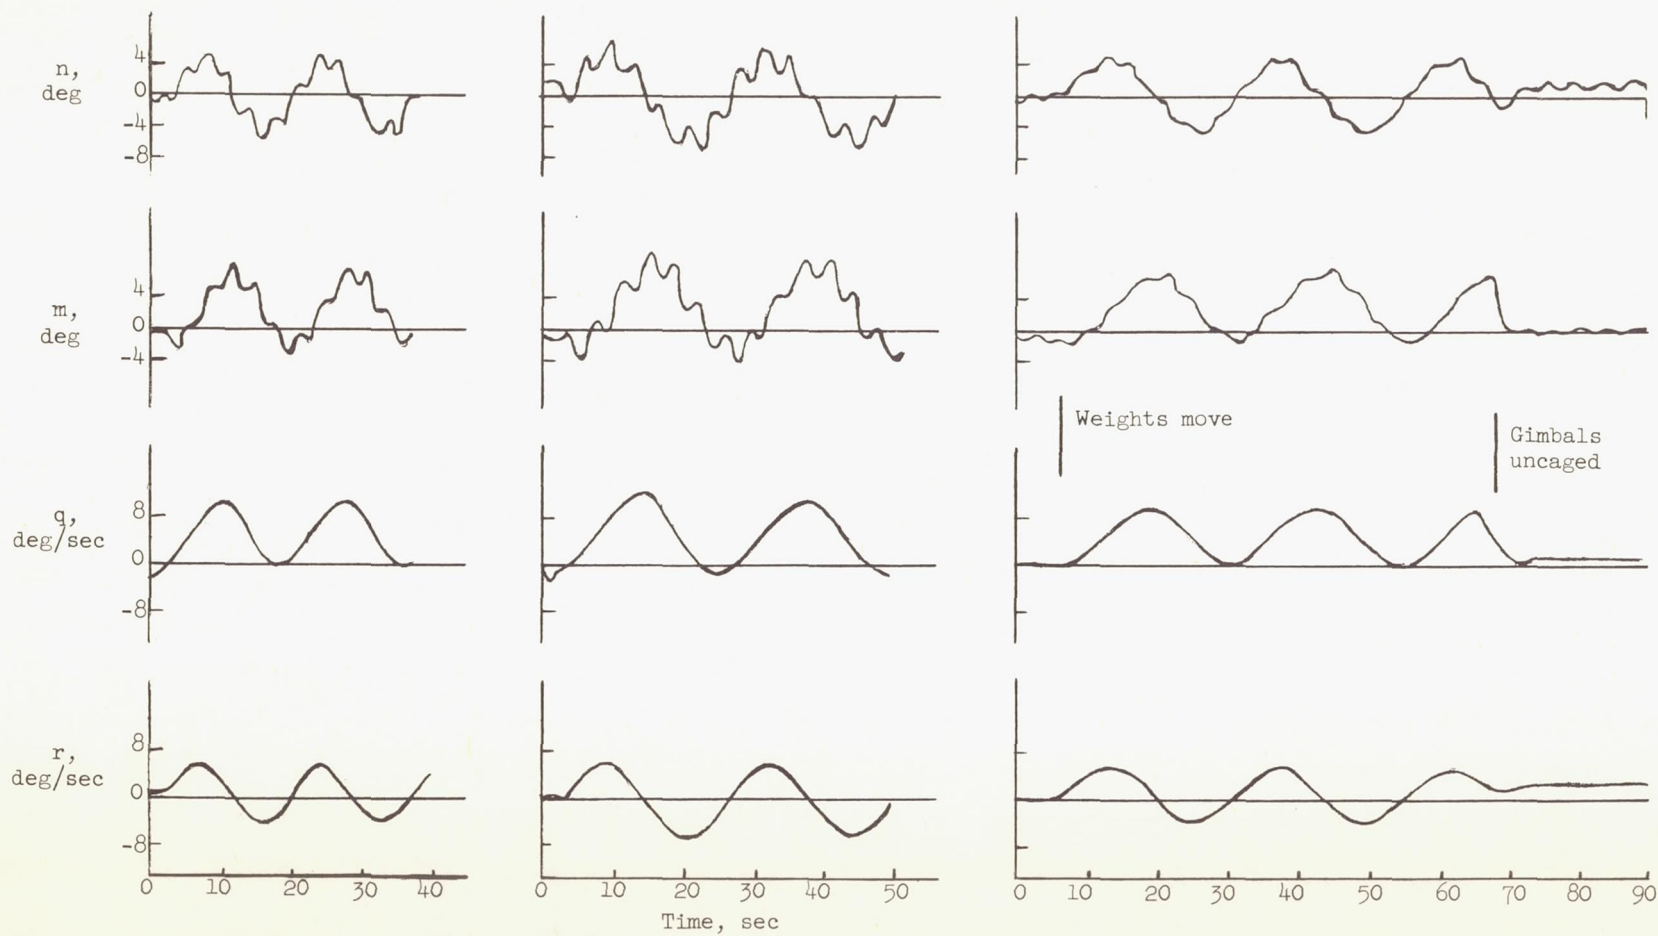 n,
deg
4
0
-4
-8
m,
deg
4
0
-4
Weights move
Gimbals
uncaged
q,
deg/sec
8
0
-8
r,
deg/sec
8
0
-8
0 10 20 30 40
0 10 20 30 40 50
0 10 20 30 40 50 60 70 80 90
Time, sec